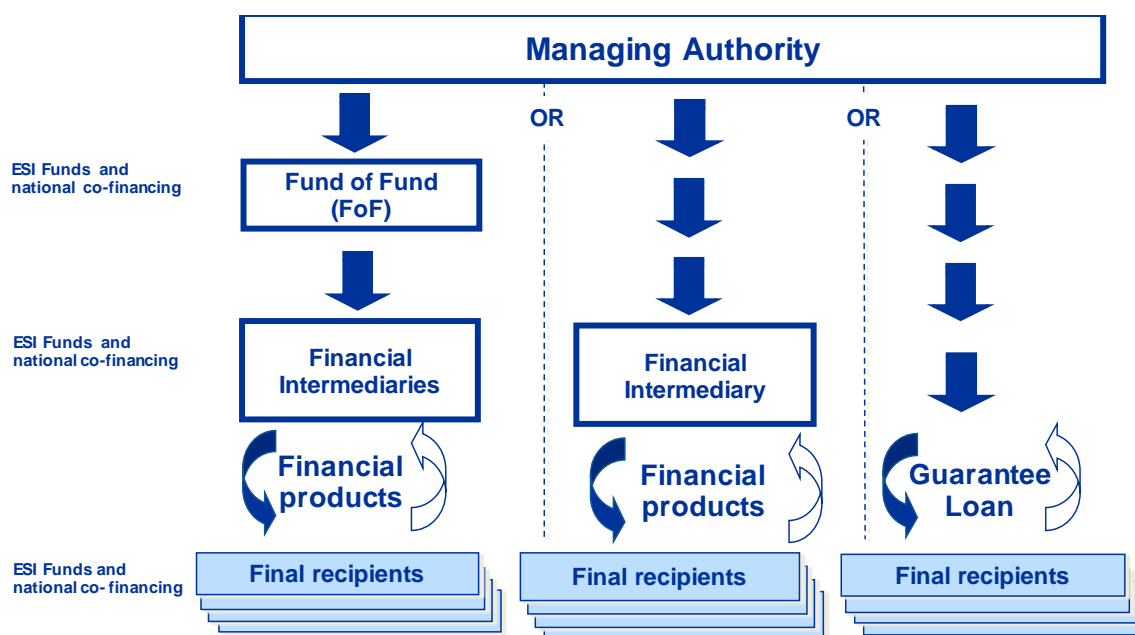 Managing Authority
OR
OR
ESI Funds and
national co-financing
Fund of Fund
(FoF)
ESI Funds and
national co-financing
Financial
Intermediaries
Financial
Intermediary
Financial
products
Financial
products
Guarantee
Loan
ESI Funds and
national co- financing
Final recipients
Final recipients
Final recipients